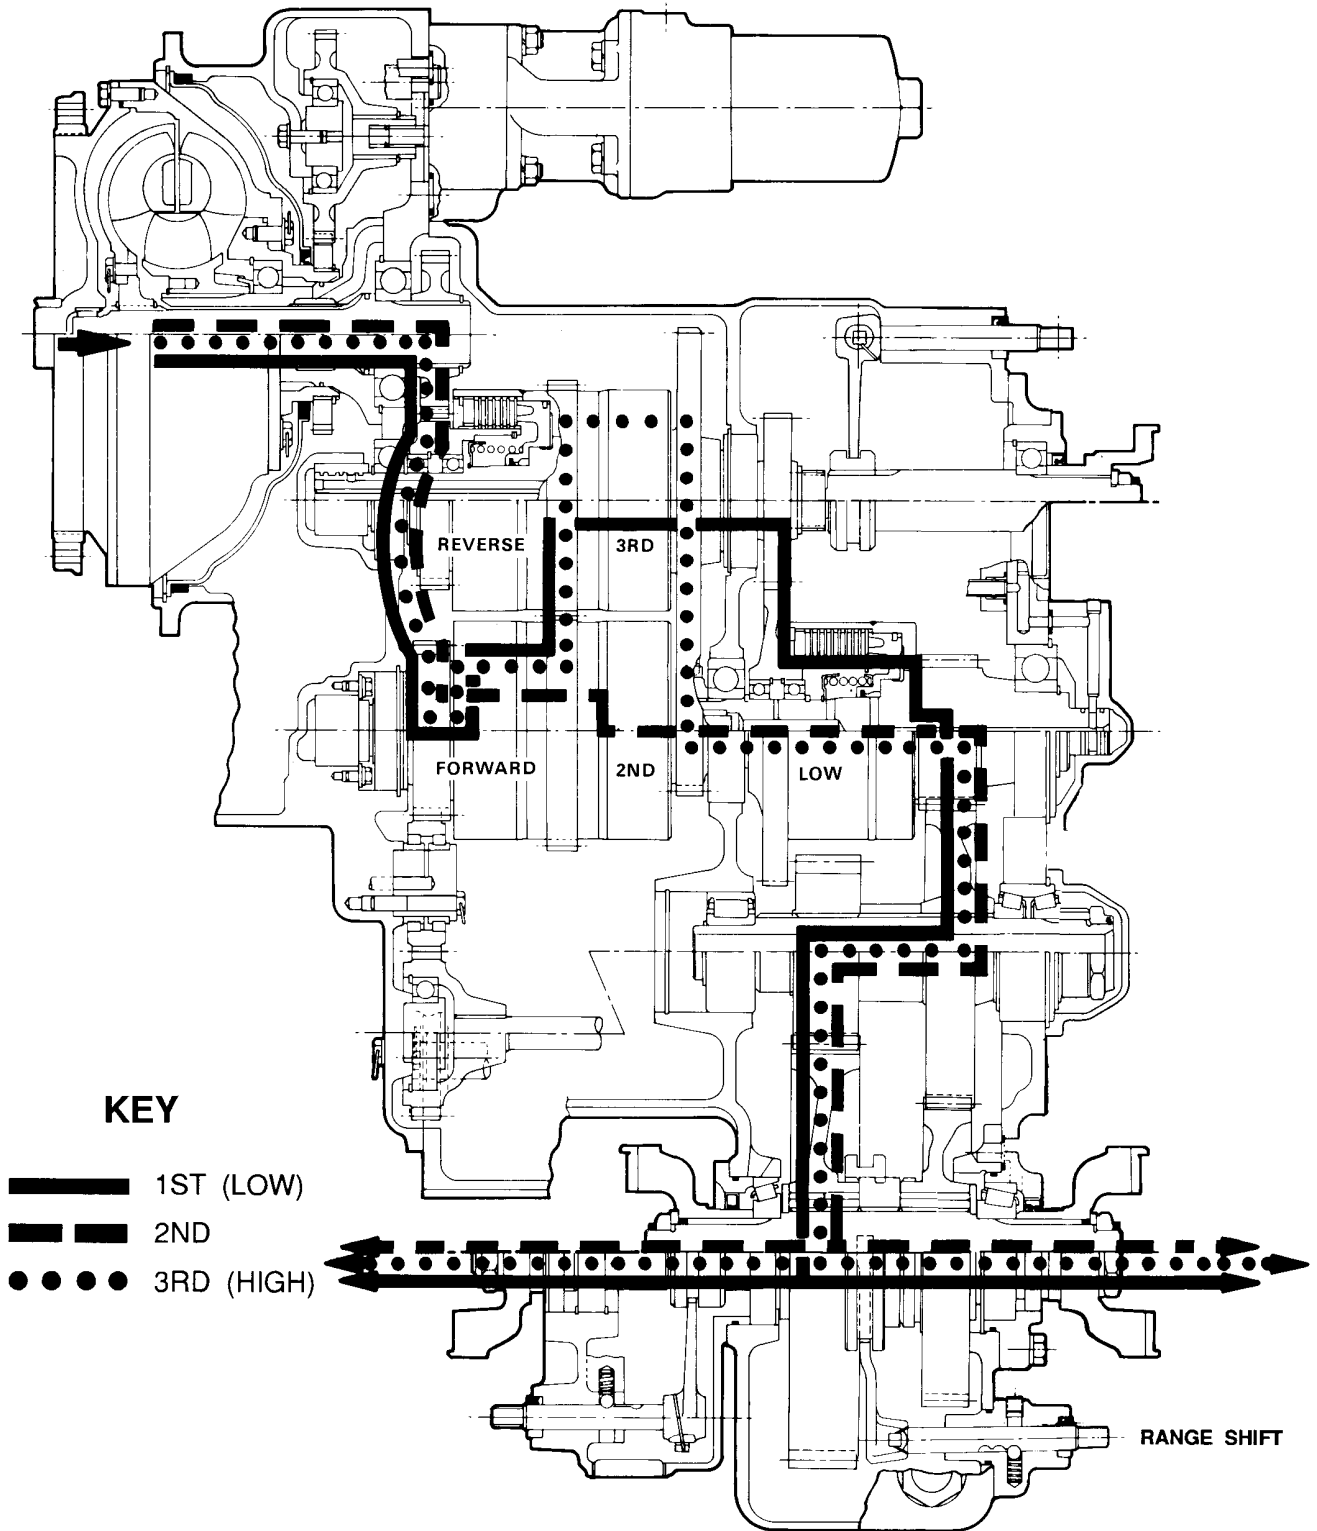 REVERSE
3RD
FORWARD
2ND
LOW
KEY
1ST (LOW)
2ND
3RD (HIGH)
RANGE SHIFT